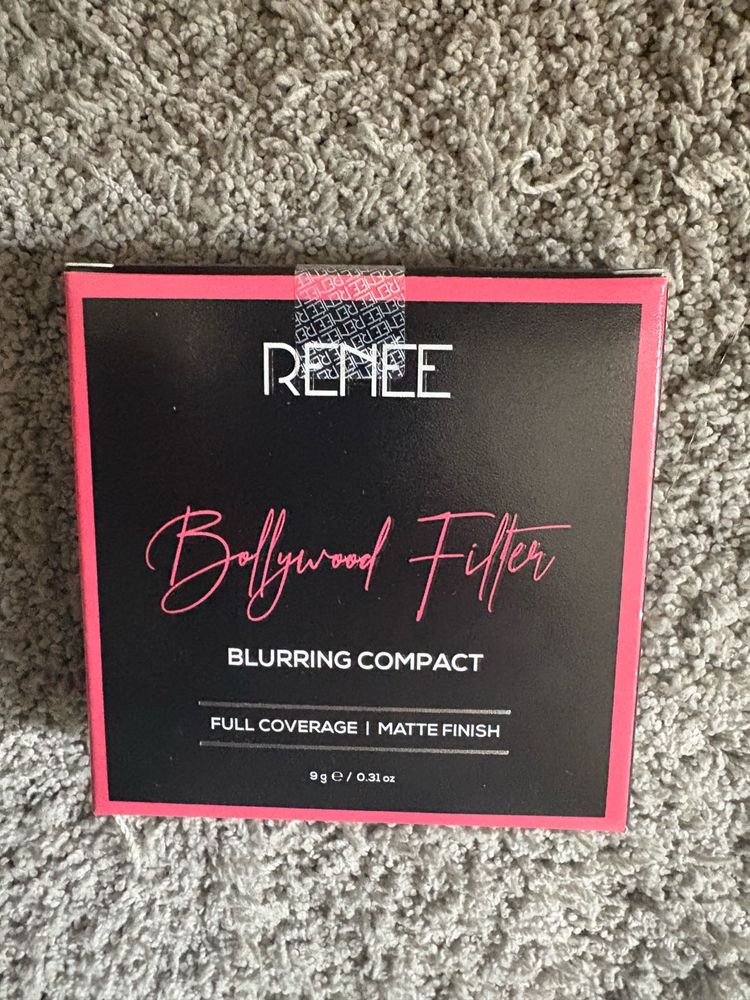 RENEE
Bollywood Filter
BLURRING COMPACT
FULL COVERAGE | MATTE FINISH
9 g ℮ / 0.31 oz